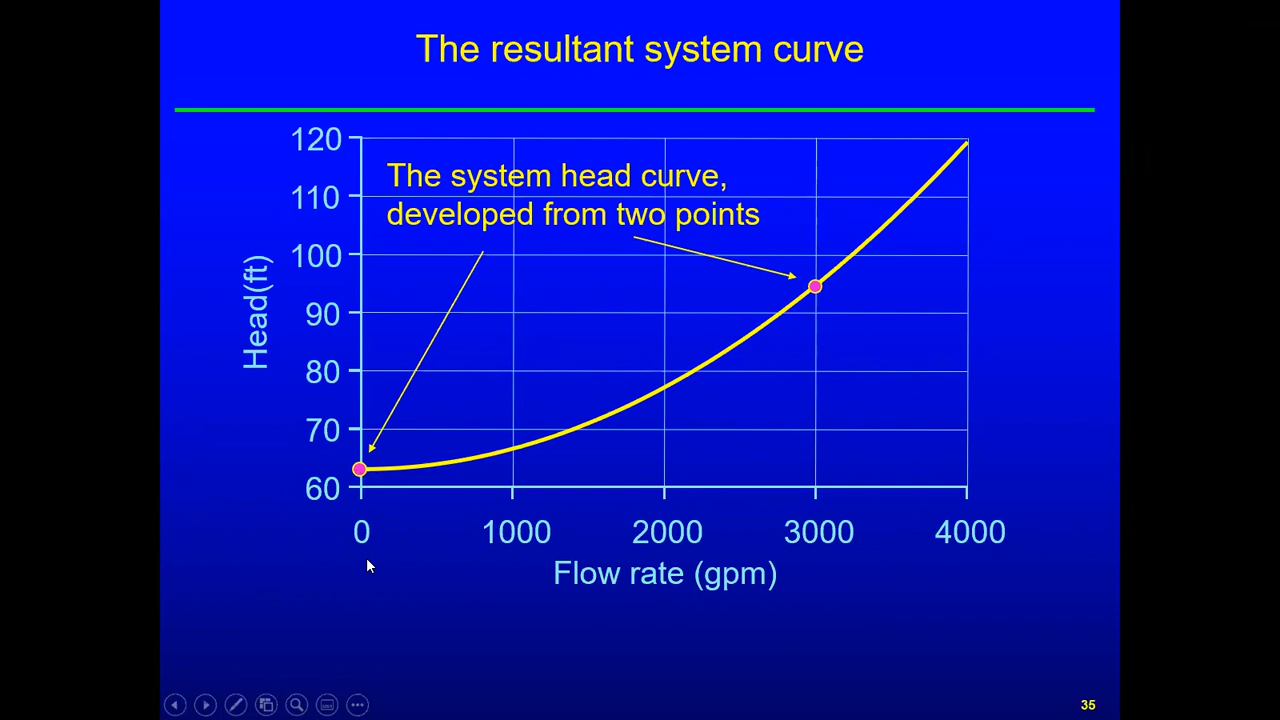 The resultant system curve
120
The system head curve,
110
developed from two points
100
Head(ft)
90
80
70
60
0 1000 2000 3000 4000
Flow rate (gpm)
35